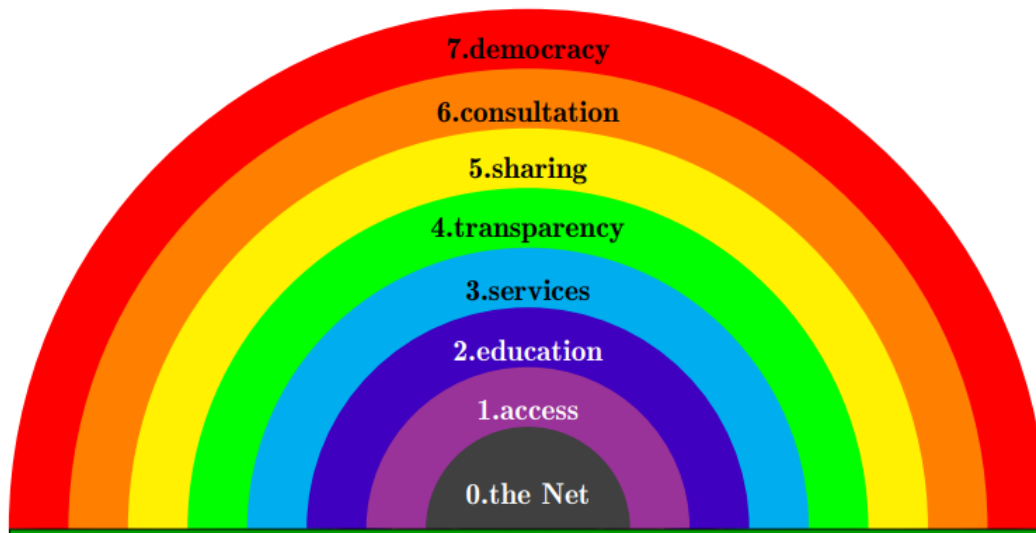 7.democracy
6.consultation
5.sharing
4.transparency
3.services
2.education
1.access
0.the Net